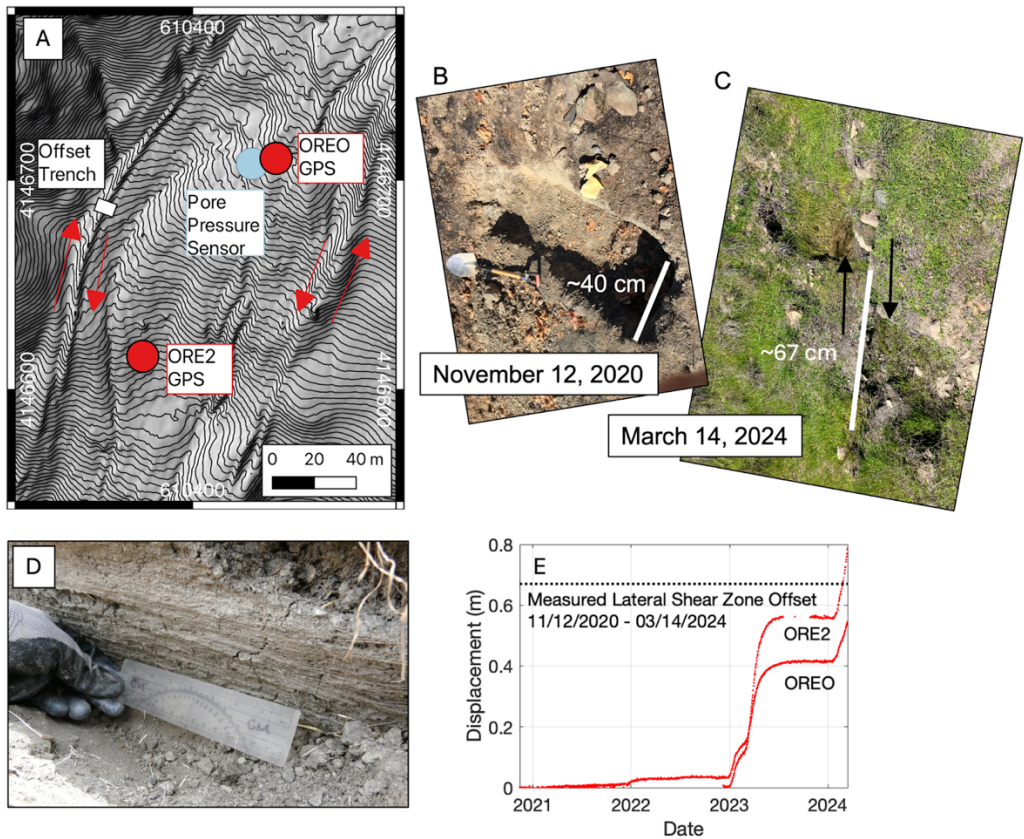 A
610400
OREO
GPS
Offset
Trench
4146700
4146700
Pore
Pressure
Sensor
ORE2
GPS
4146600
4146600
0 20 40 m
610400
B
~40 cm
November 12, 2020
C
~67 cm
March 14, 2024
D
CM
E
0.8
0.6
0.4
0.2
0
Displacement (m)
Measured Lateral Shear Zone Offset
11/12/2020 - 03/14/2024
ORE2
OREO
2021 2022 2023 2024
Date